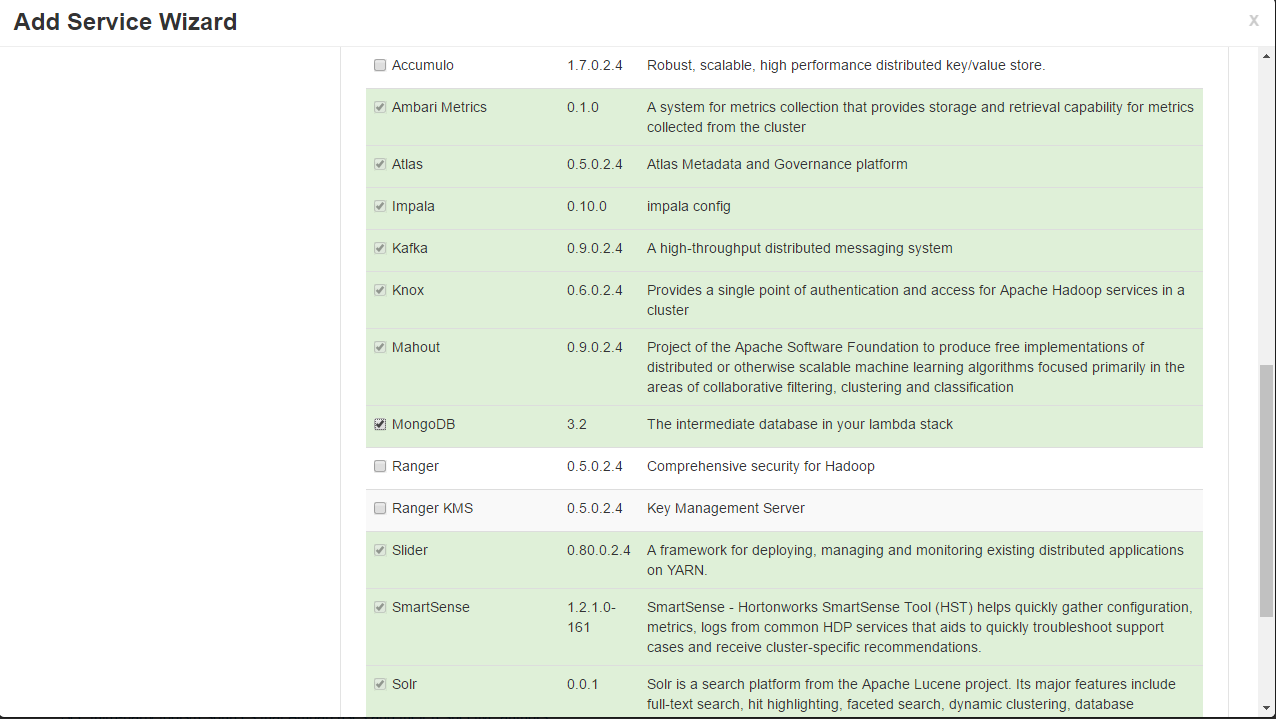 Add Service Wizard
x
Accumulo 1.7.0.2.4 Robust, scalable, high performance distributed key/value store.
Ambari Metrics 0.1.0 A system for metrics collection that provides storage and retrieval capability for metrics
collected from the cluster
Atlas 0.5.0.2.4 Atlas Metadata and Governance platform
Impala 0.10.0 impala config
Kafka 0.9.0.2.4 A high-throughput distributed messaging system
Knox 0.6.0.2.4 Provides a single point of authentication and access for Apache Hadoop services in a
cluster
Mahout 0.9.0.2.4 Project of the Apache Software Foundation to produce free implementations of
distributed or otherwise scalable machine learning algorithms focused primarily in the
areas of collaborative filtering, clustering and classification
MongoDB 3.2 The intermediate database in your lambda stack
Ranger 0.5.0.2.4 Comprehensive security for Hadoop
Ranger KMS 0.5.0.2.4 Key Management Server
Slider 0.80.0.2.4 A framework for deploying, managing and monitoring existing distributed applications
on YARN.
SmartSense 1.2.1.0- SmartSense - Hortonworks SmartSense Tool (HST) helps quickly gather configuration,
161 metrics, logs from common HDP services that aids to quickly troubleshoot support
cases and receive cluster-specific recommendations.
Solr 0.0.1 Solr is a search platform from the Apache Lucene project. Its major features include
full-text search, hit highlighting, faceted search, dynamic clustering, database